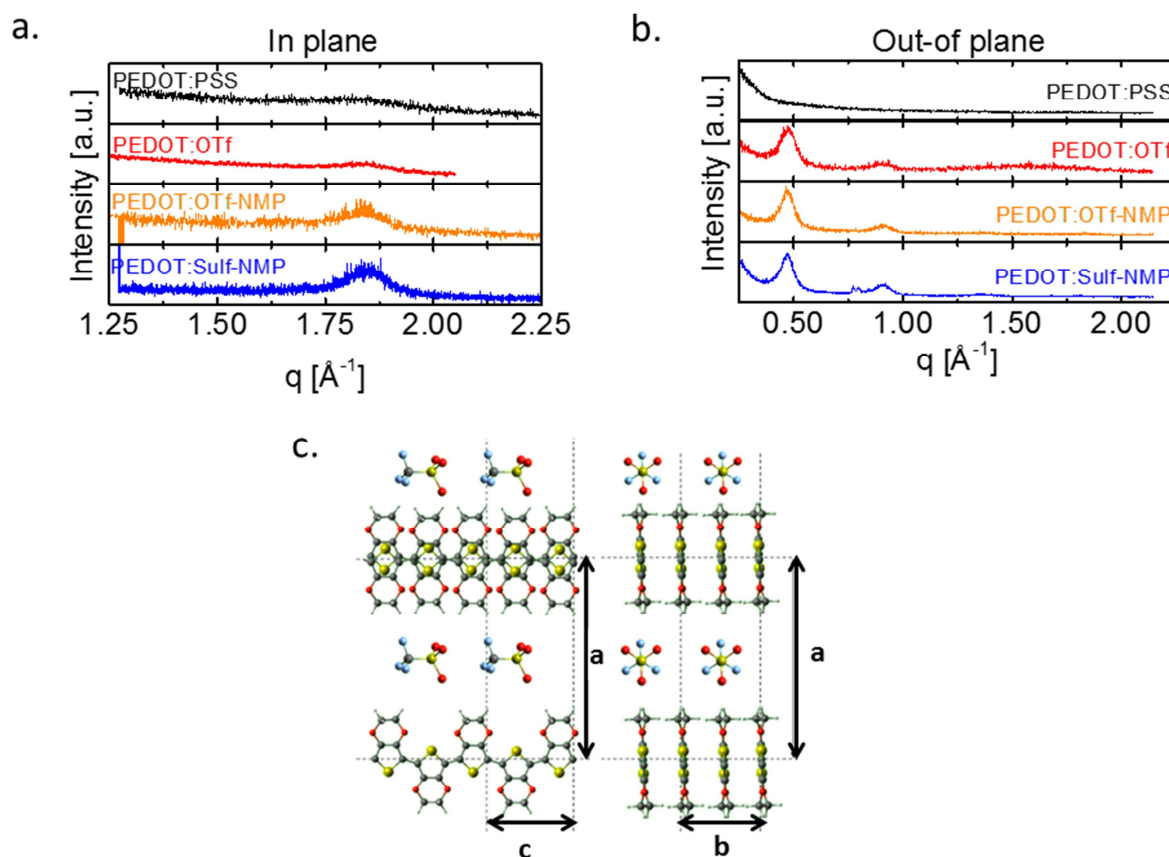 a.
In plane
Intensity [a.u.]
PEDOT:PSS
PEDOT:OTf
PEDOT:OTf-NMP
PEDOT:Sulf-NMP
1.25 1.50 1.75 2.00 2.25
q [Å⁻¹]
b.
Out-of plane
Intensity [a.u.]
PEDOT:PSS
PEDOT:OTf
PEDOT:OTf-NMP
PEDOT:Sulf-NMP
0.50 1.00 1.50 2.00
q [Å⁻¹]
c.
a
a
c
b